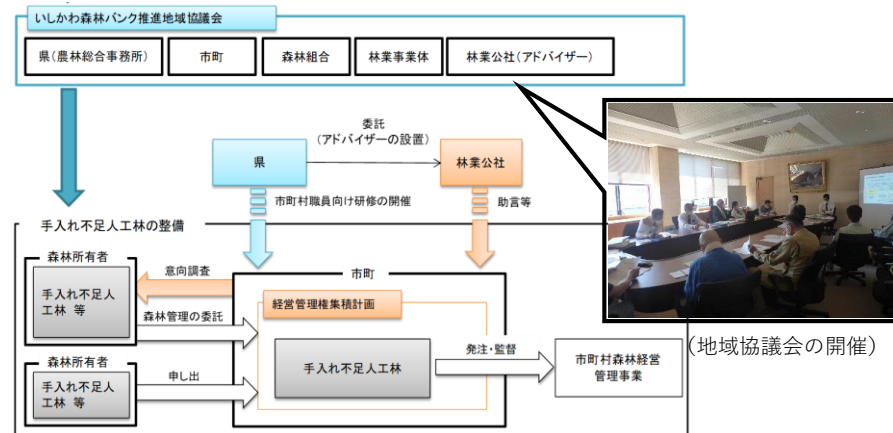 いしかわ森林バンク推進地域協議会
県(農林総合事務所)
市町
森林組合
林業事業体
林業公社(アドバイザー)
委託
(アドバイザーの設置)
県
林業公社
市町村職員向け研修の開催
助言等
手入れ不足人工林の整備
森林所有者
手入れ不足人
工林 等
意向調査
森林管理の委託
市町
経営管理権集積計画
手入れ不足人工林
発注・監督
市町村森林経営
管理事業
(地域協議会の開催)
森林所有者
手入れ不足人
工林 等
申し出